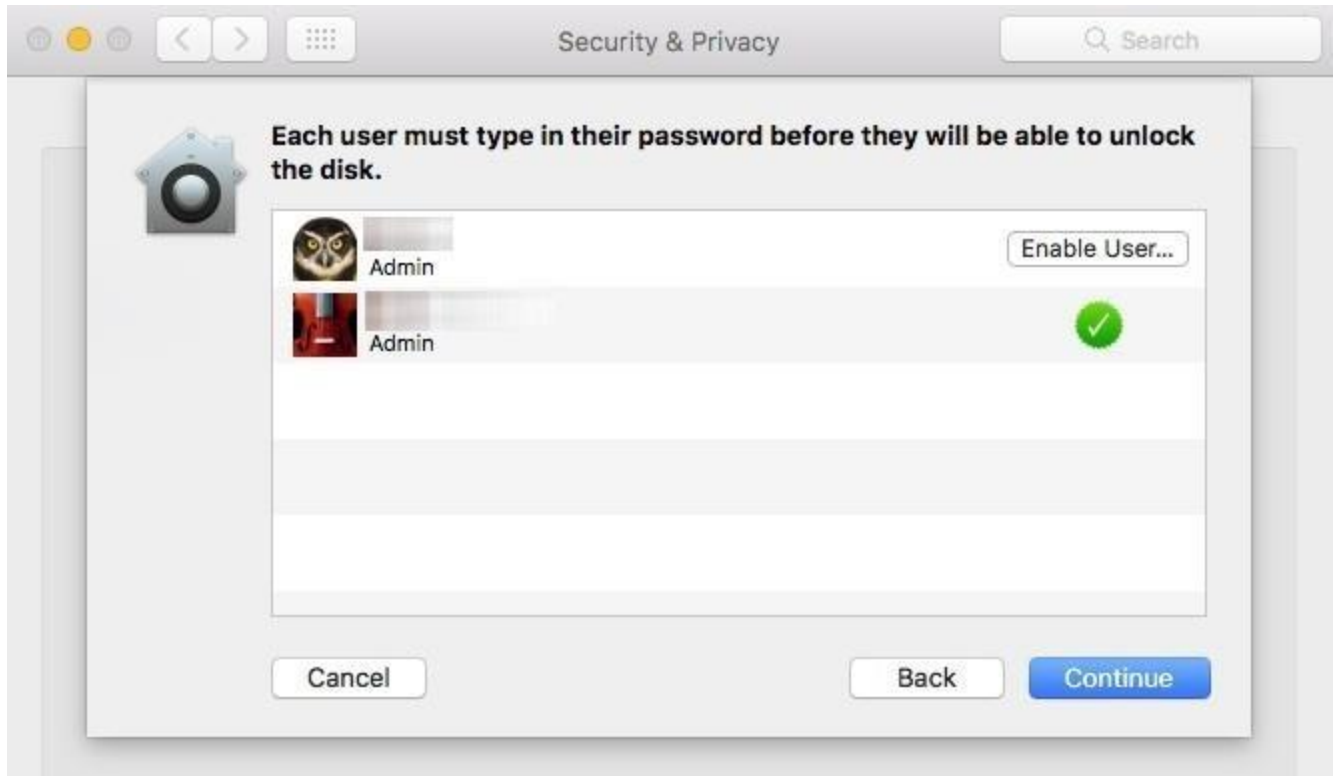 Security & Privacy
Search
Each user must type in their password before they will be able to unlock
the disk.
Admin
Enable User...
Admin
Cancel
Back
Continue